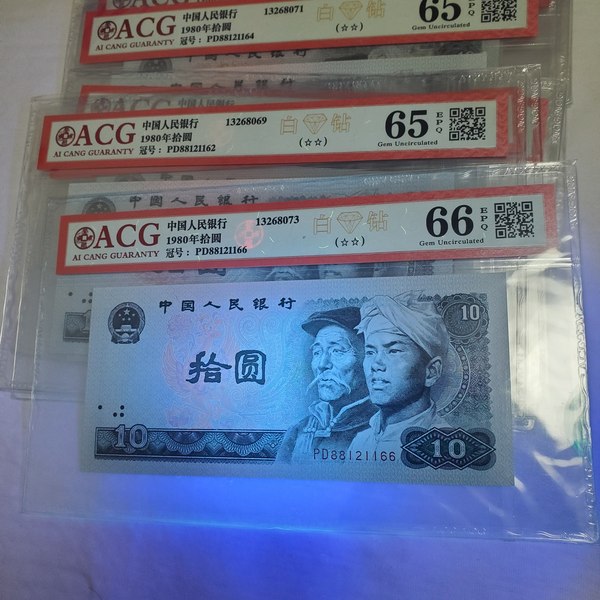 ACG
中国人民银行
13268071
白 钻
65 EPQ
AI CANG GUARANTY
1980年拾圆
冠号: PD88121164
(☆☆)
Gem Uncirculated
ACG
中国人民银行
13268069
白 钻
65 EPQ
AI CANG GUARANTY
1980年拾圆
冠号: PD88121162
(☆☆)
Gem Uncirculated
ACG
中国人民银行
13268073
白 钻
66 EPQ
AI CANG GUARANTY
1980年拾圆
冠号: PD88121166
(☆☆)
Gem Uncirculated
中国人民银行
10
拾圆
10
PD88121166
10